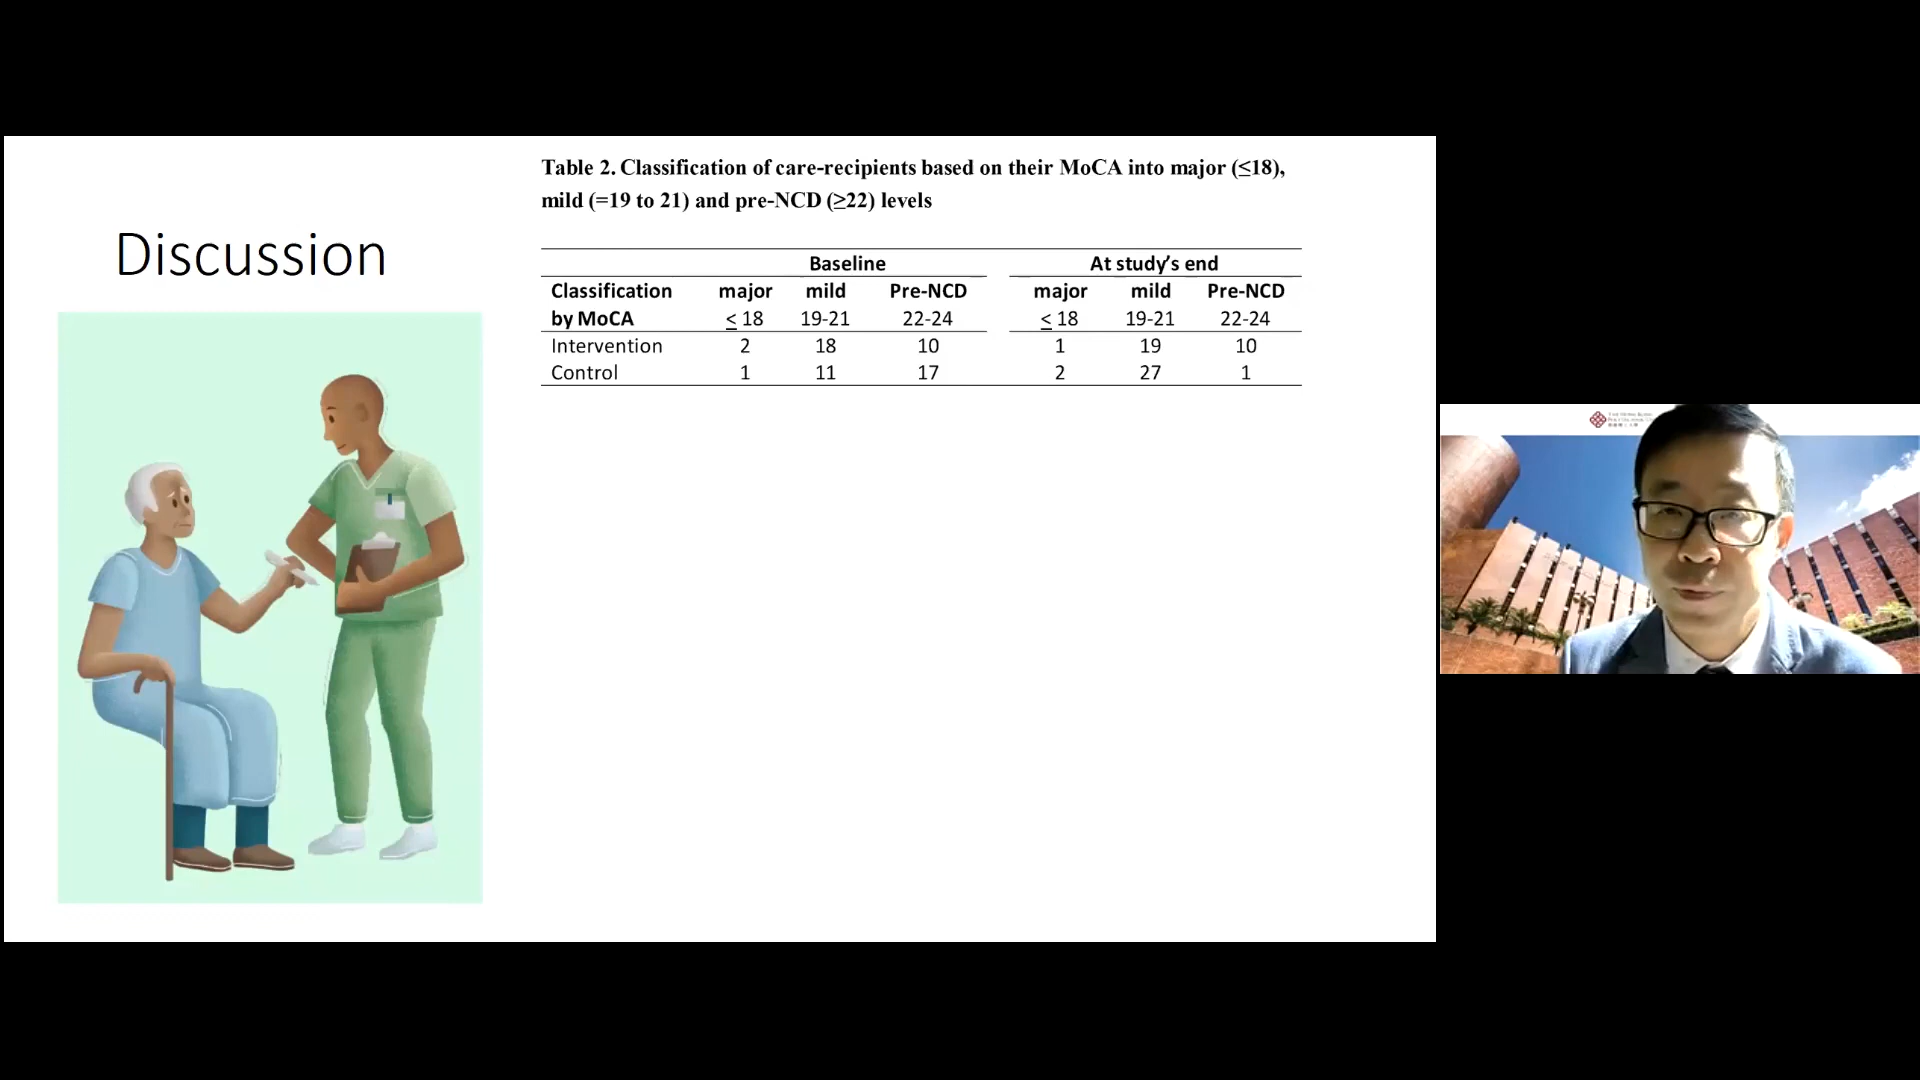 Table 2. Classification of care-recipients based on their MoCA into major (≤18),
mild (=19 to 21) and pre-NCD (≥22) levels
Discussion
Baseline At study's end
Classification major mild Pre-NCD major mild Pre-NCD
by MoCA ≤ 18 19-21 22-24 ≤ 18 19-21 22-24
Intervention 2 18 10 1 19 10
Control 1 11 17 2 27 1